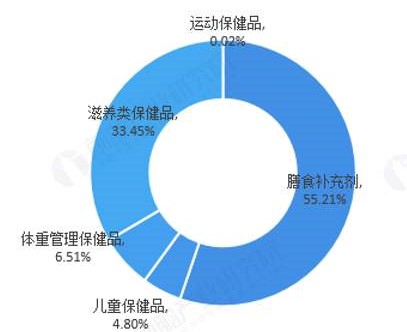 运动保健品,
0.02%
滋养类保健品,
33.45%
膳食补充剂,
55.21%
体重管理保健品,
6.51%
儿童保健品,
4.80%